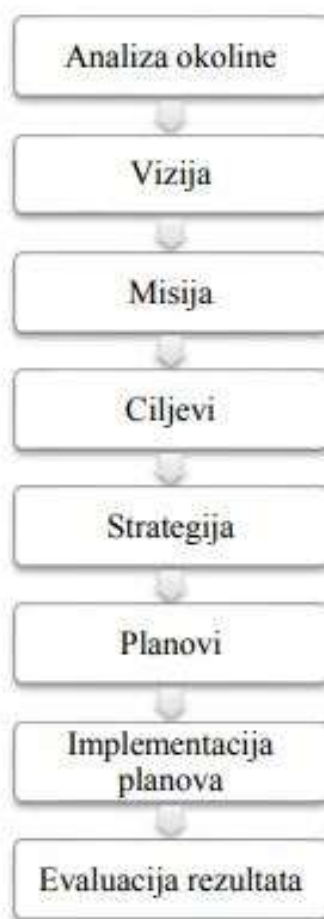 Analiza okoline
Vizija
Misija
Ciljevi
Strategija
Planovi
Implementacija
planova
Evaluacija rezultata